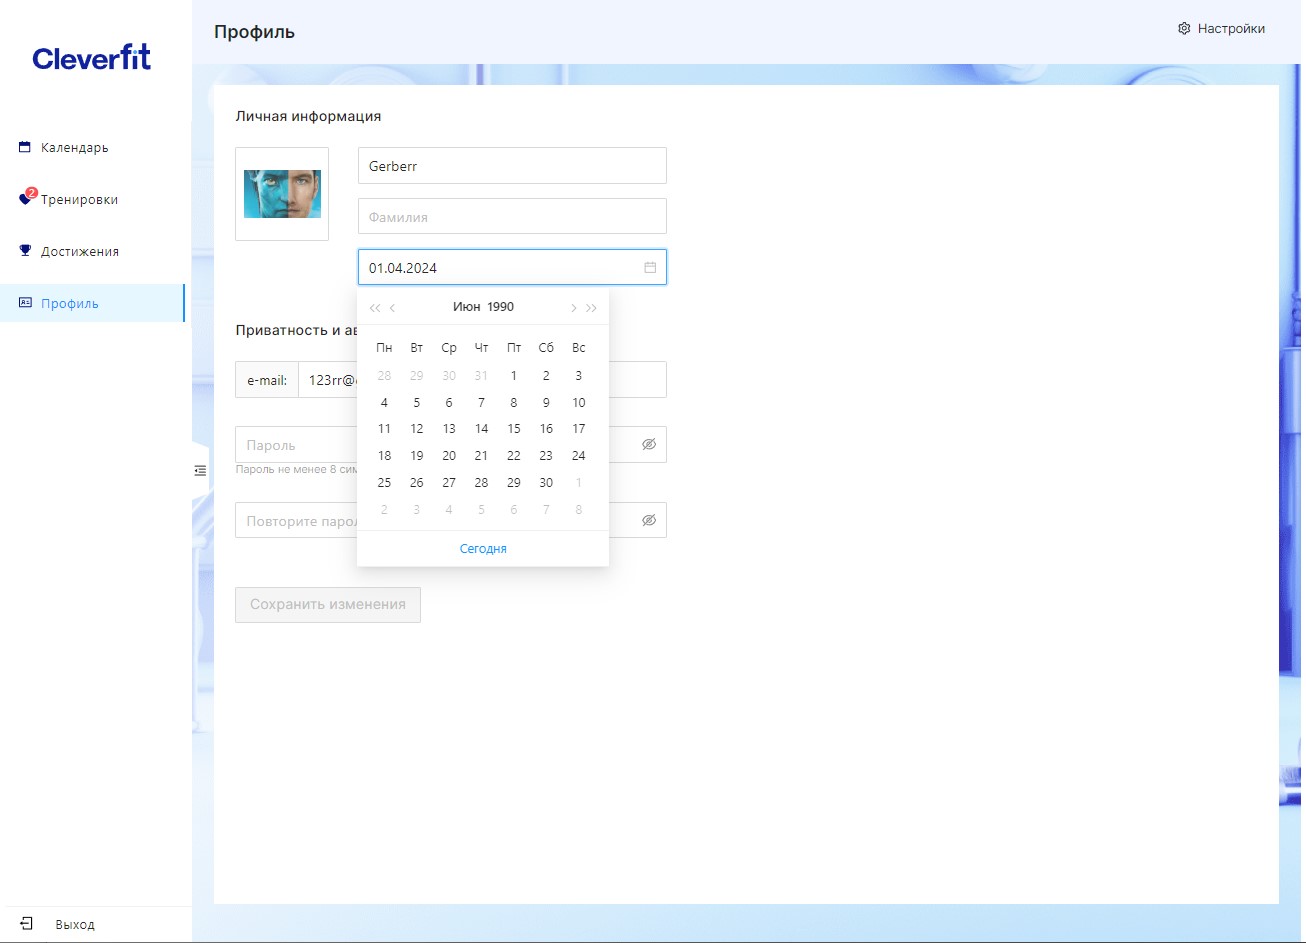 Cleverfit
Профиль
Настройки
Календарь
2
Тренировки
Достижения
Профиль
Выход
Личная информация
Gerberr
Фамилия
01.04.2024
Июн 1990
Пн Вт Ср Чт Пт Сб Вс
28 29 30 31 1 2 3
4 5 6 7 8 9 10
11 12 13 14 15 16 17
18 19 20 21 22 23 24
25 26 27 28 29 30 1
2 3 4 5 6 7 8
Сегодня
Приватность и ав
e-mail: 123rr@
Пароль
Пароль не менее 8 сим
Повторите парол
Сохранить изменения